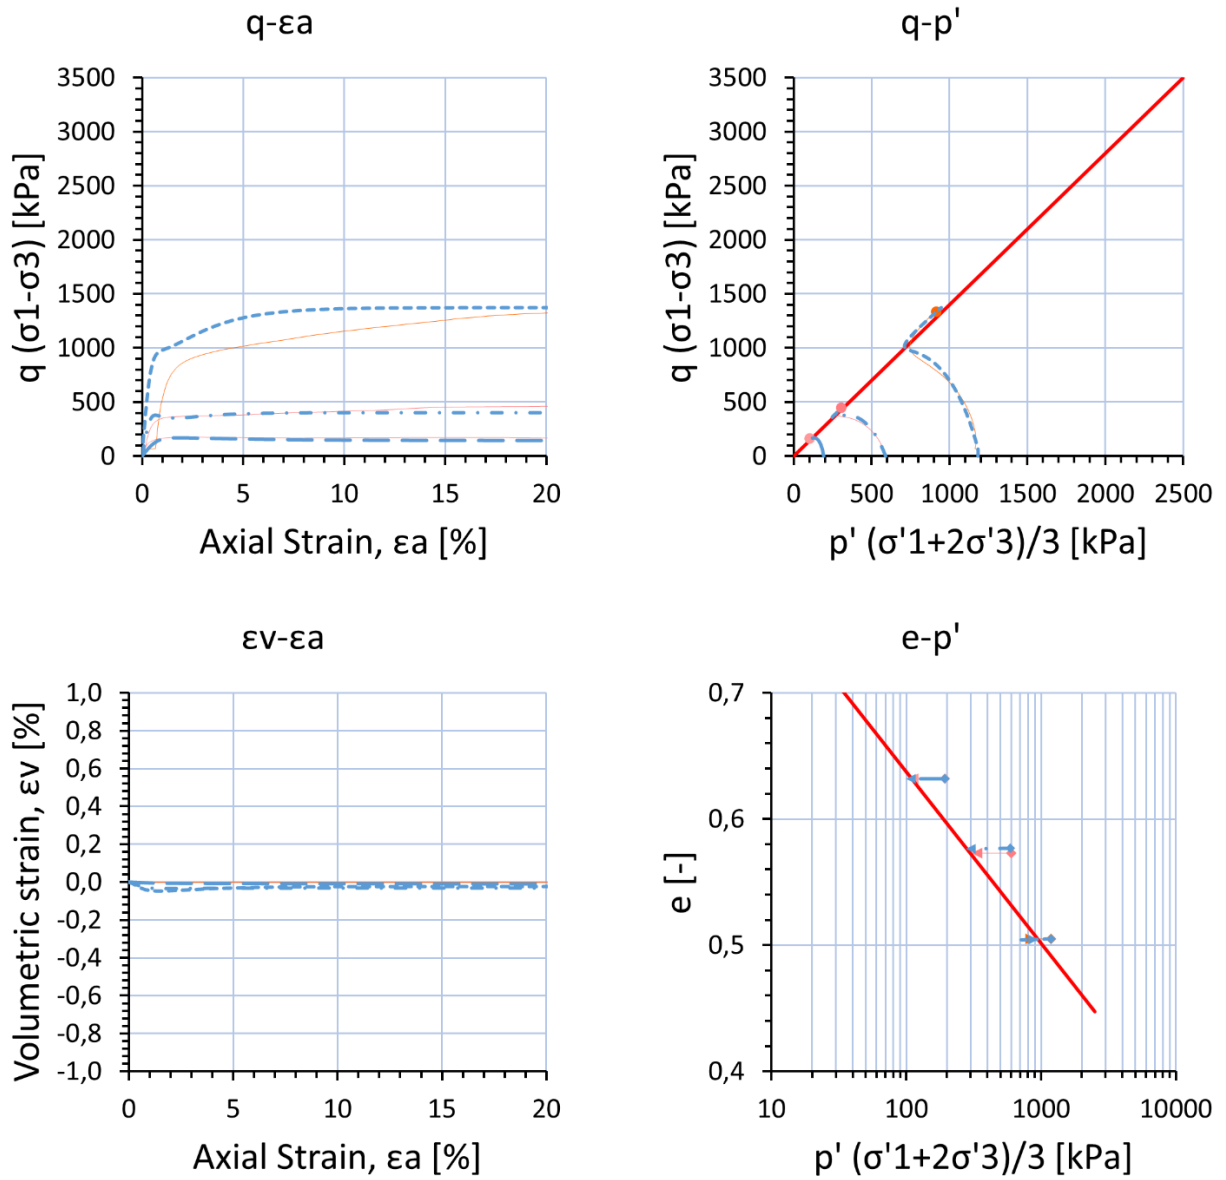 q-εa
3500
3000
2500
2000
1500
1000
500
0
q (σ1-σ3) [kPa]
0 5 10 15 20
Axial Strain, εa [%]
q-p'
3500
3000
2500
2000
1500
1000
500
0
q (σ1-σ3) [kPa]
0 500 1000 1500 2000 2500
p' (σ'1+2σ'3)/3 [kPa]
εv-εa
1,0
0,8
0,6
0,4
0,2
0,0
-0,2
-0,4
-0,6
-0,8
-1,0
Volumetric strain, εv [%]
0 5 10 15 20
Axial Strain, εa [%]
e-p'
0,7
0,6
0,5
0,4
e [-]
10 100 1000 10000
p' (σ'1+2σ'3)/3 [kPa]